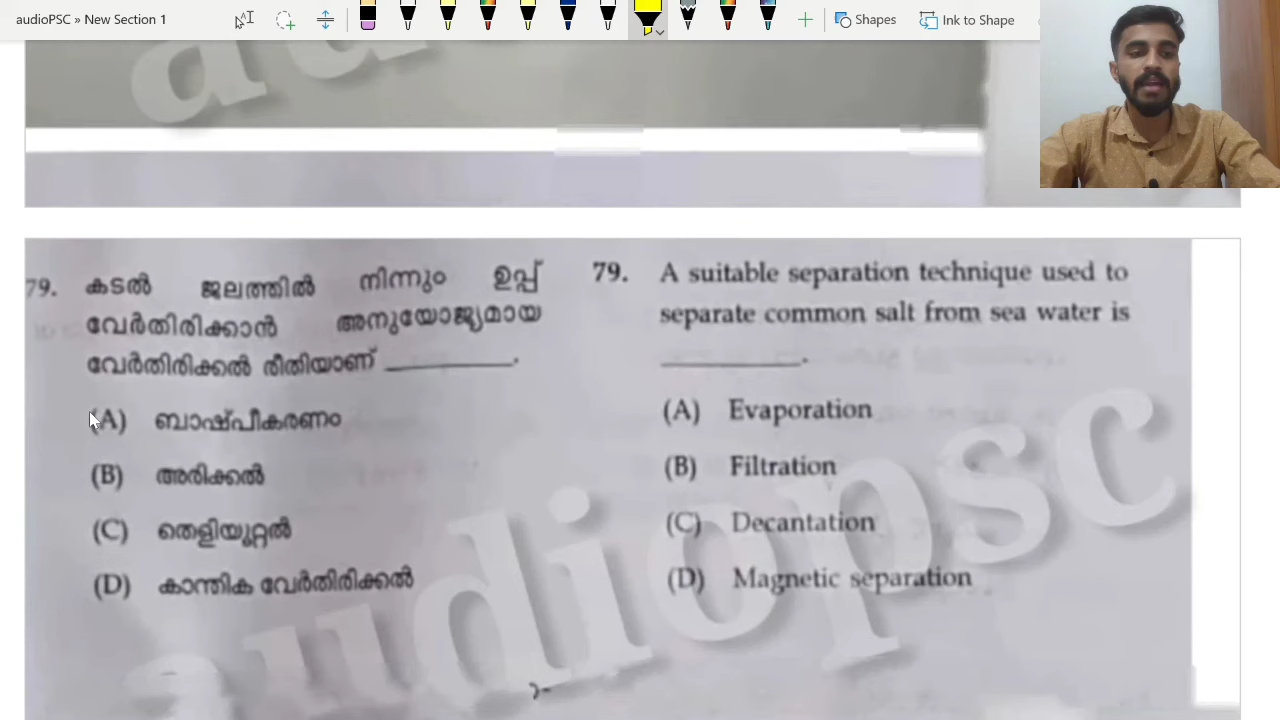 audioPSC » New Section 1
Shapes
Ink to Shape
79. കടൽ ജലത്തിൽ നിന്നും ഉപ്പ്
വേർതിരിക്കാൻ അനുയോജ്യമായ
വേർതിരിക്കൽ രീതിയാണ് ________.
(A) ബാഷ്പീകരണം
(B) അരിക്കൽ
(C) തെളിയൂറ്റൽ
(D) കാന്തിക വേർതിരിക്കൽ
79. A suitable separation technique used to
separate common salt from sea water is
________.
(A) Evaporation
(B) Filtration
(C) Decantation
(D) Magnetic separation
audiopsc